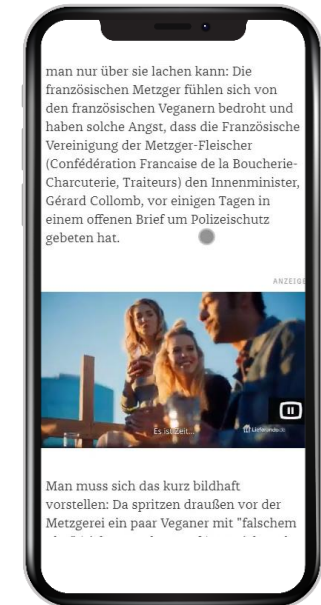 man nur über sie lachen kann: Die
französischen Metzger fühlen sich von
den französischen Veganern bedroht und
haben solche Angst, dass die Französische
Vereinigung der Metzger-Fleischer
(Confédération Francaise de la Boucherie-
Charcuterie, Traiteurs) den Innenminister,
Gérard Collomb, vor einigen Tagen in
einem offenen Brief um Polizeischutz
gebeten hat.
ANZEIGE
Es ist Zeit...
Lieferando.de
Man muss sich das kurz bildhaft
vorstellen: Da spritzen draußen vor der
Metzgerei ein paar Veganer mit "falschem